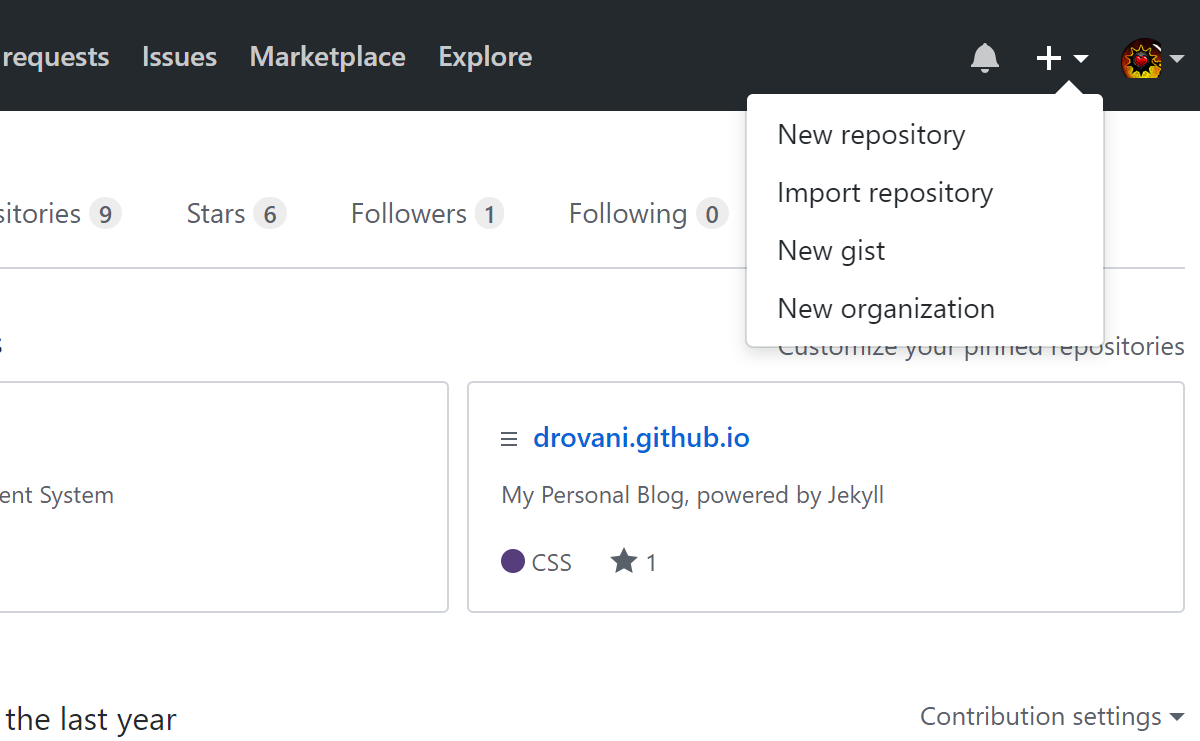 requests Issues Marketplace Explore
New repository
Import repository
New gist
New organization
sitories 9 Stars 6 Followers 1 Following 0
Customize your pinned repositories
drovani.github.io
ent System
My Personal Blog, powered by Jekyll
CSS 1
the last year
Contribution settings